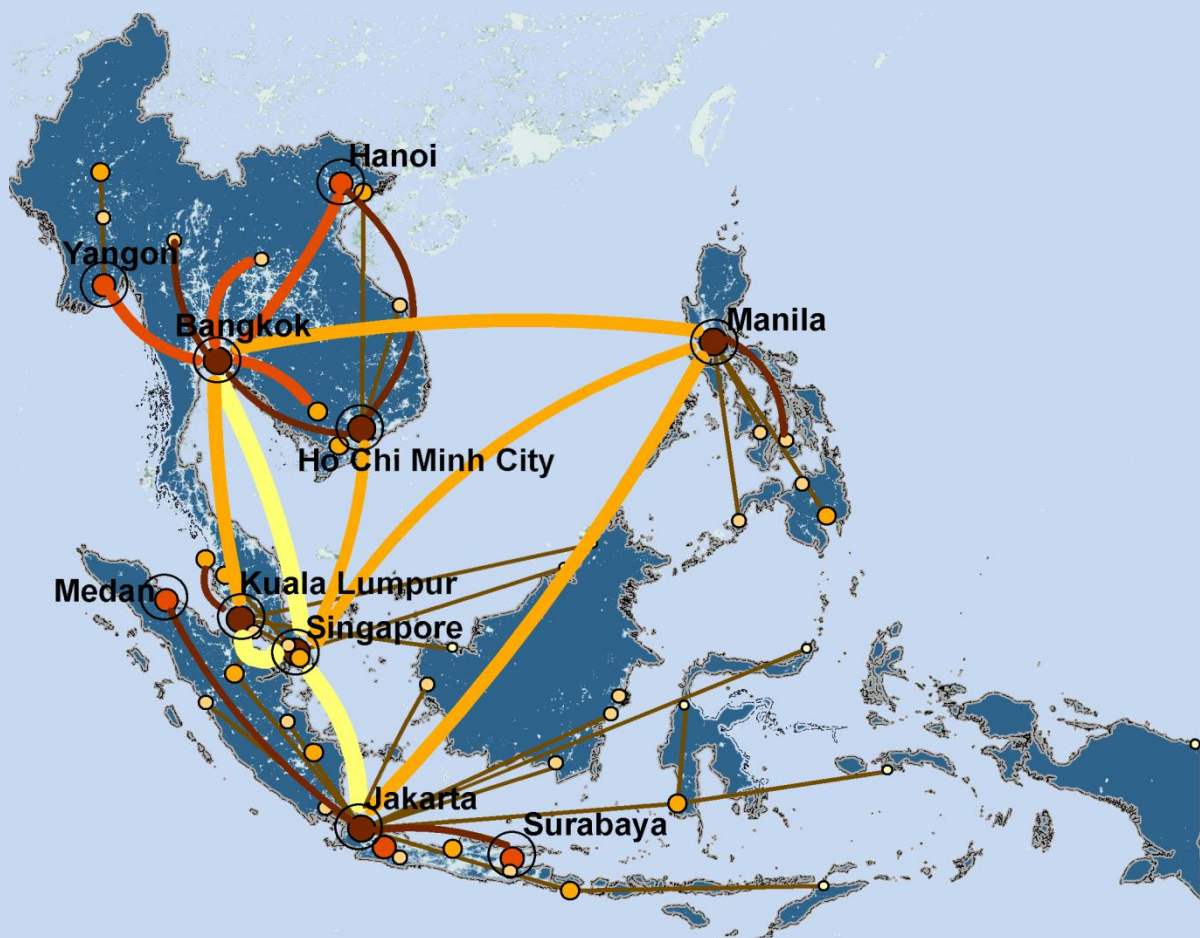 Hanoi
Yangon
Bangkok
Manila
Ho Chi Minh City
Medan
Kuala Lumpur
Singapore
Jakarta
Surabaya